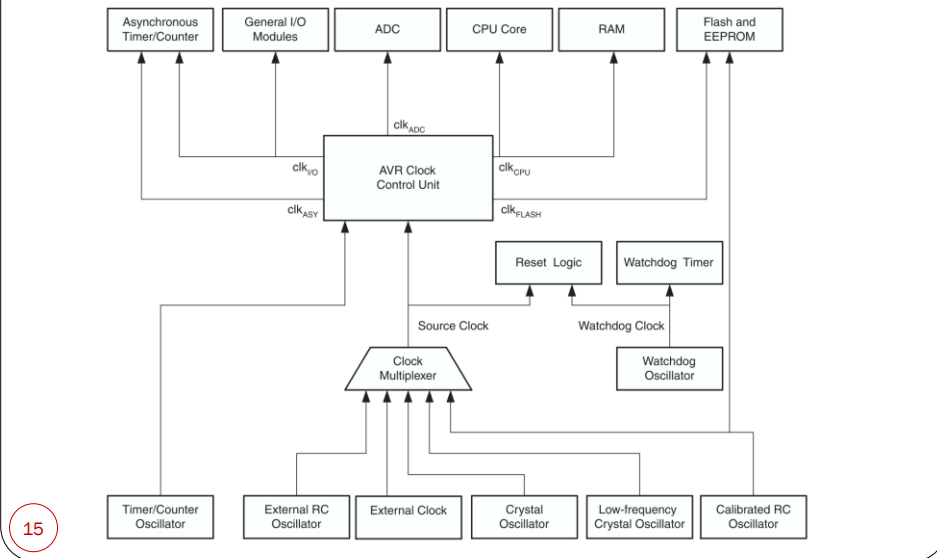 Asynchronous
Timer/Counter
General I/O
Modules
ADC
CPU Core
RAM
Flash and
EEPROM
clkADC
clkI/O
AVR Clock
Control Unit
clkCPU
clkASY
clkFLASH
Reset Logic
Watchdog Timer
Source Clock
Watchdog Clock
Clock
Multiplexer
Watchdog
Oscillator
Timer/Counter
Oscillator
External RC
Oscillator
External Clock
Crystal
Oscillator
Low-frequency
Crystal Oscillator
Calibrated RC
Oscillator
15